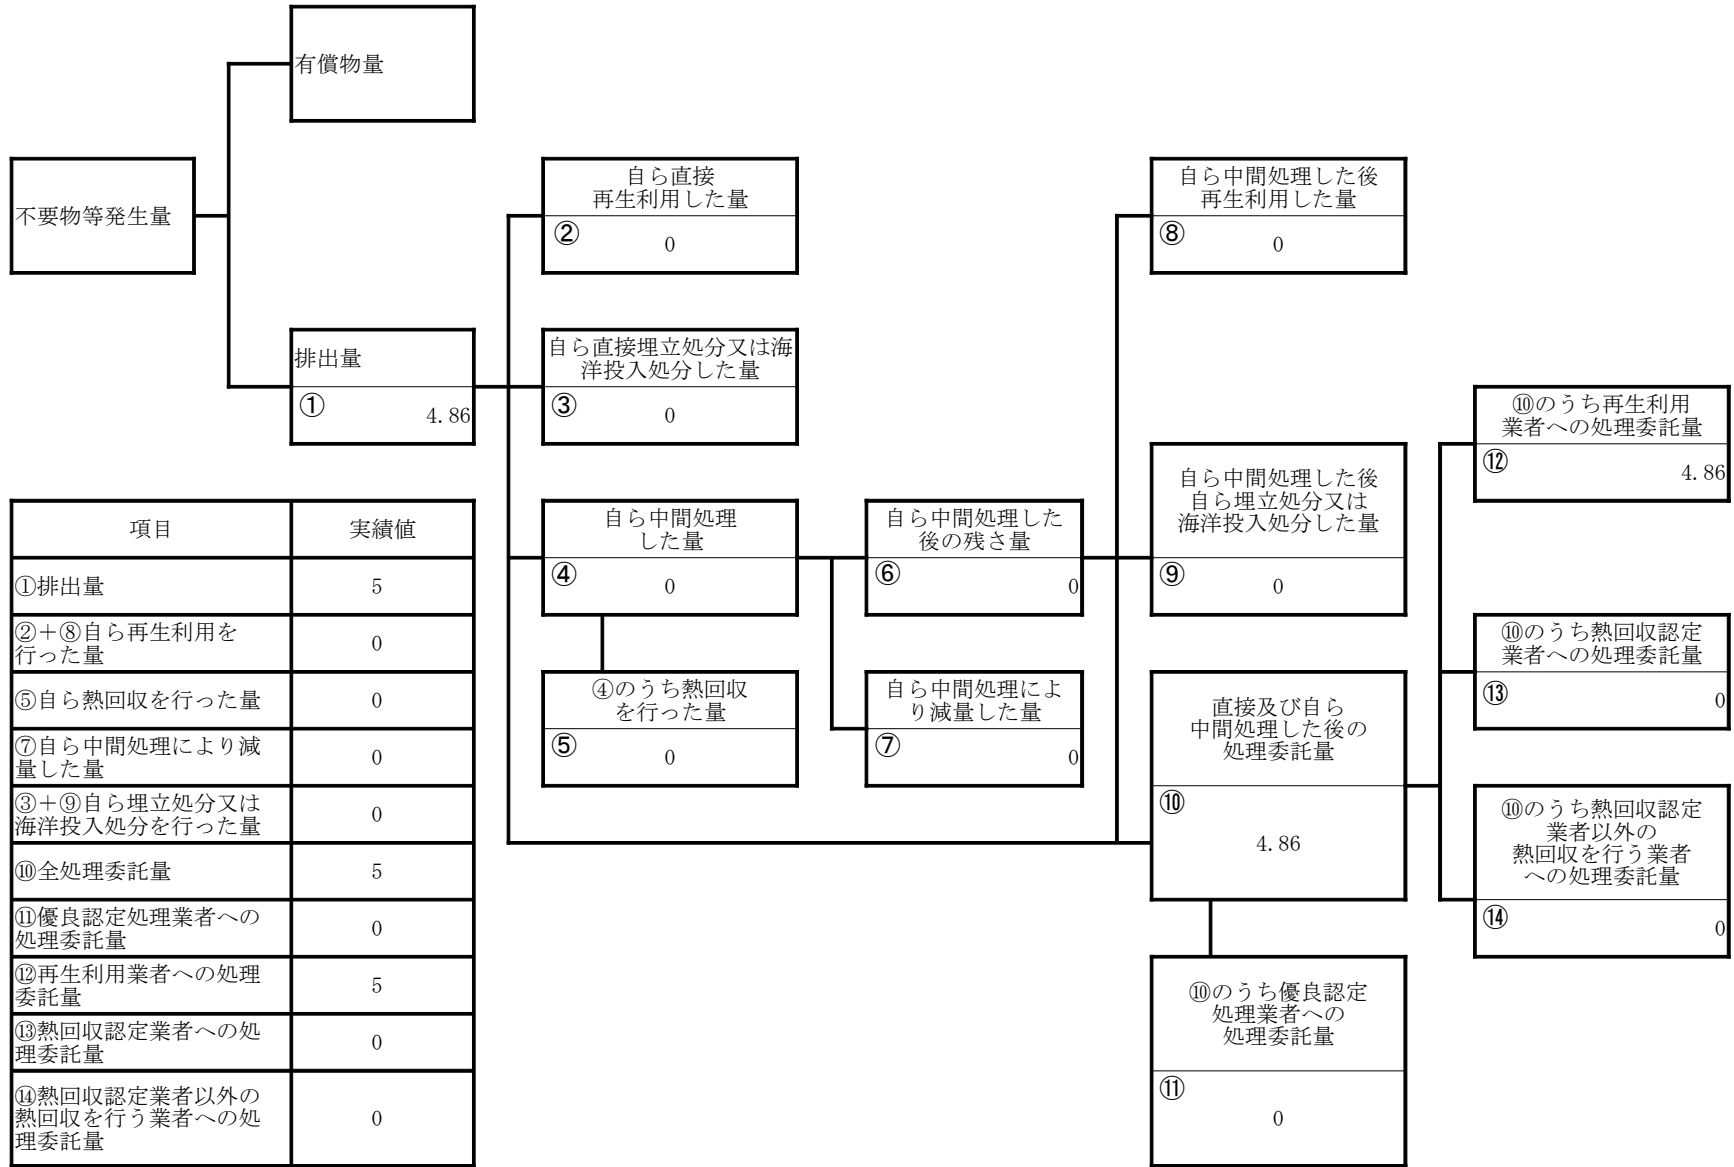 有償物量
不要物等発生量
自ら直接
再生利用した量
②
0
自ら中間処理した後
再生利用した量
⑧
0
排出量
①
4.86
自ら直接埋立処分又は海
洋投入処分した量
③
0
⑩のうち再生利用
業者への処理委託量
⑫
4.86
自ら中間処理した後
自ら埋立処分又は
海洋投入処分した量
⑨
0
自ら中間処理
した量
④
0
自ら中間処理した
後の残さ量
⑥
0
⑩のうち熱回収認定
業者への処理委託量
⑬
0
④のうち熱回収
を行った量
⑤
0
自ら中間処理によ
り減量した量
⑦
0
直接及び自ら
中間処理した後の
処理委託量
⑩
4.86
⑩のうち熱回収認定
業者以外の
熱回収を行う業者
への処理委託量
⑭
0
⑩のうち優良認定
処理業者への
処理委託量
⑪
0
項目 実績値
①排出量 5
②＋⑧自ら再生利用を
行った量 0
⑤自ら熱回収を行った量 0
⑦自ら中間処理により減
量した量 0
③＋⑨自ら埋立処分又は
海洋投入処分を行った量 0
⑩全処理委託量 5
⑪優良認定処理業者への
処理委託量 0
⑫再生利用業者への処理
委託量 5
⑬熱回収認定業者への処
理委託量 0
⑭熱回収認定業者以外の
熱回収を行う業者への処
理委託量 0